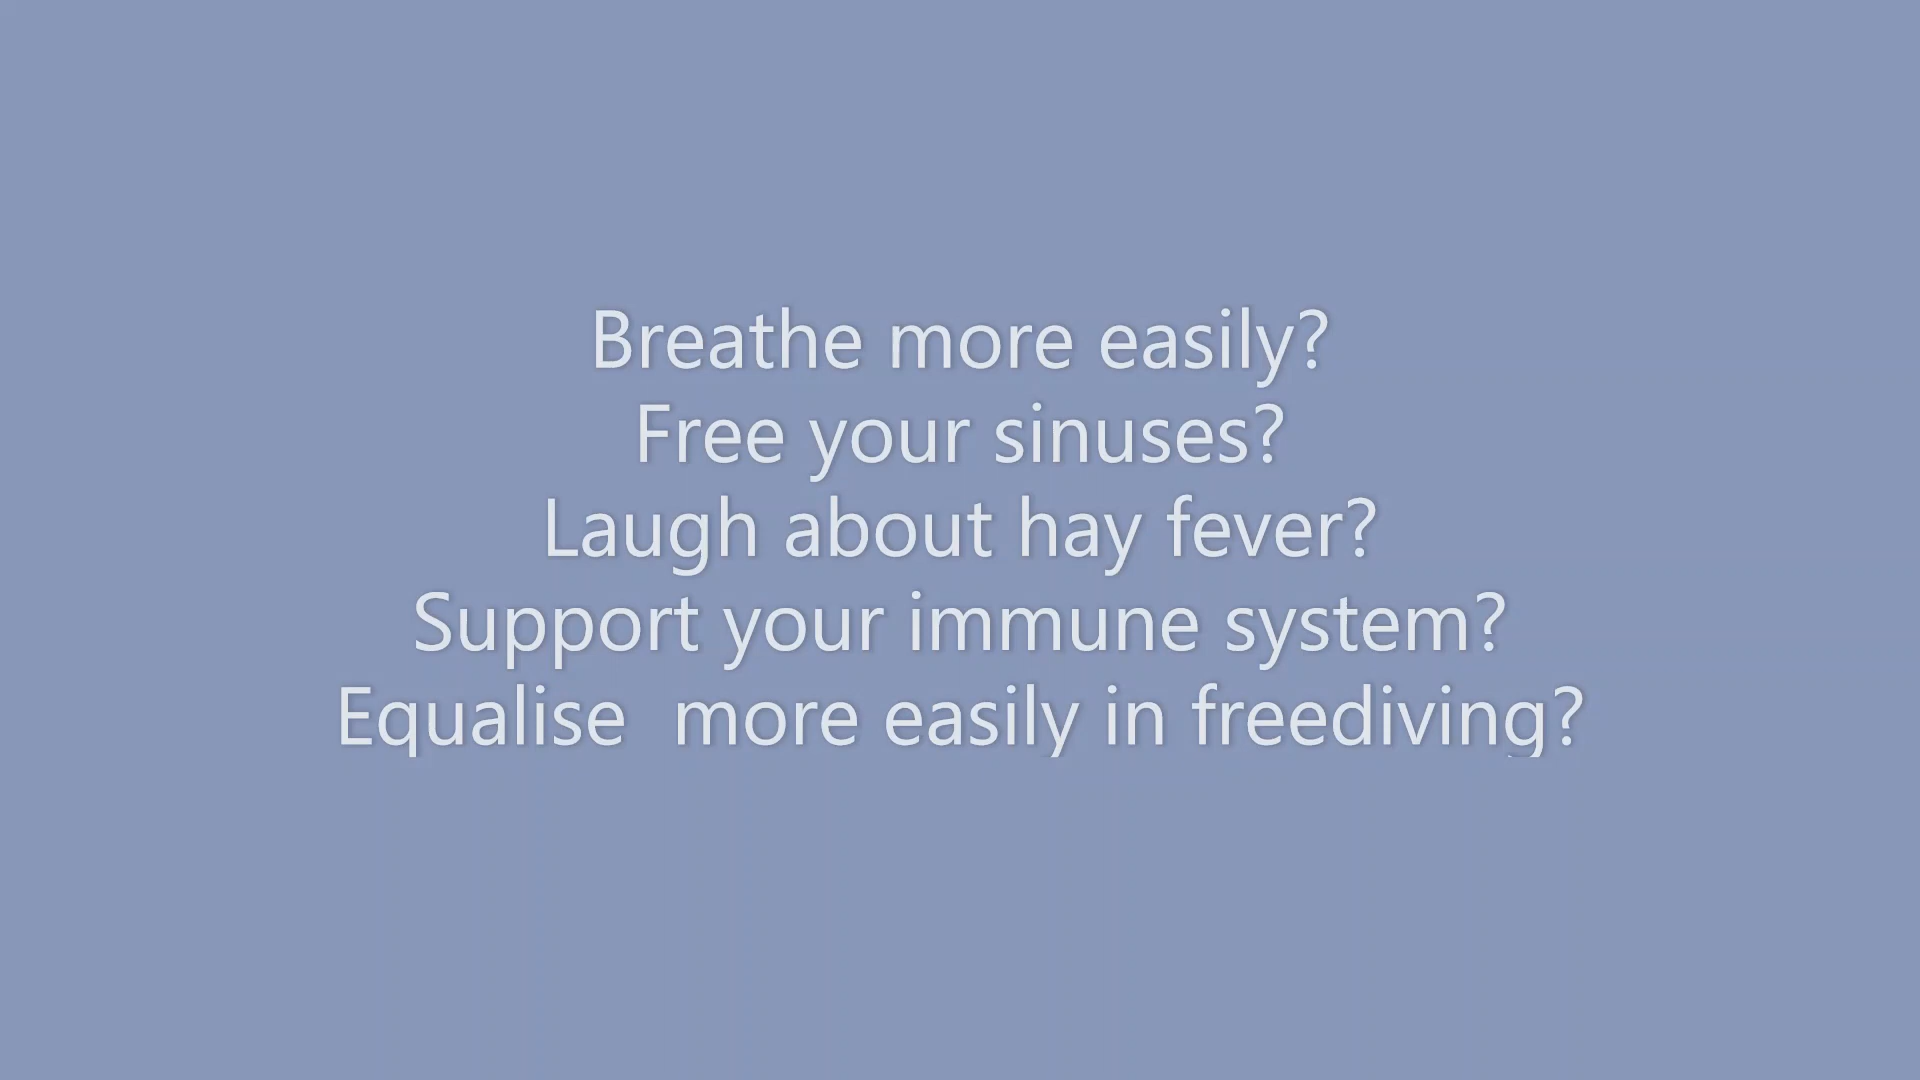 Breathe more easily?
Free your sinuses?
Laugh about hay fever?
Support your immune system?
Equalise  more easily in freediving?